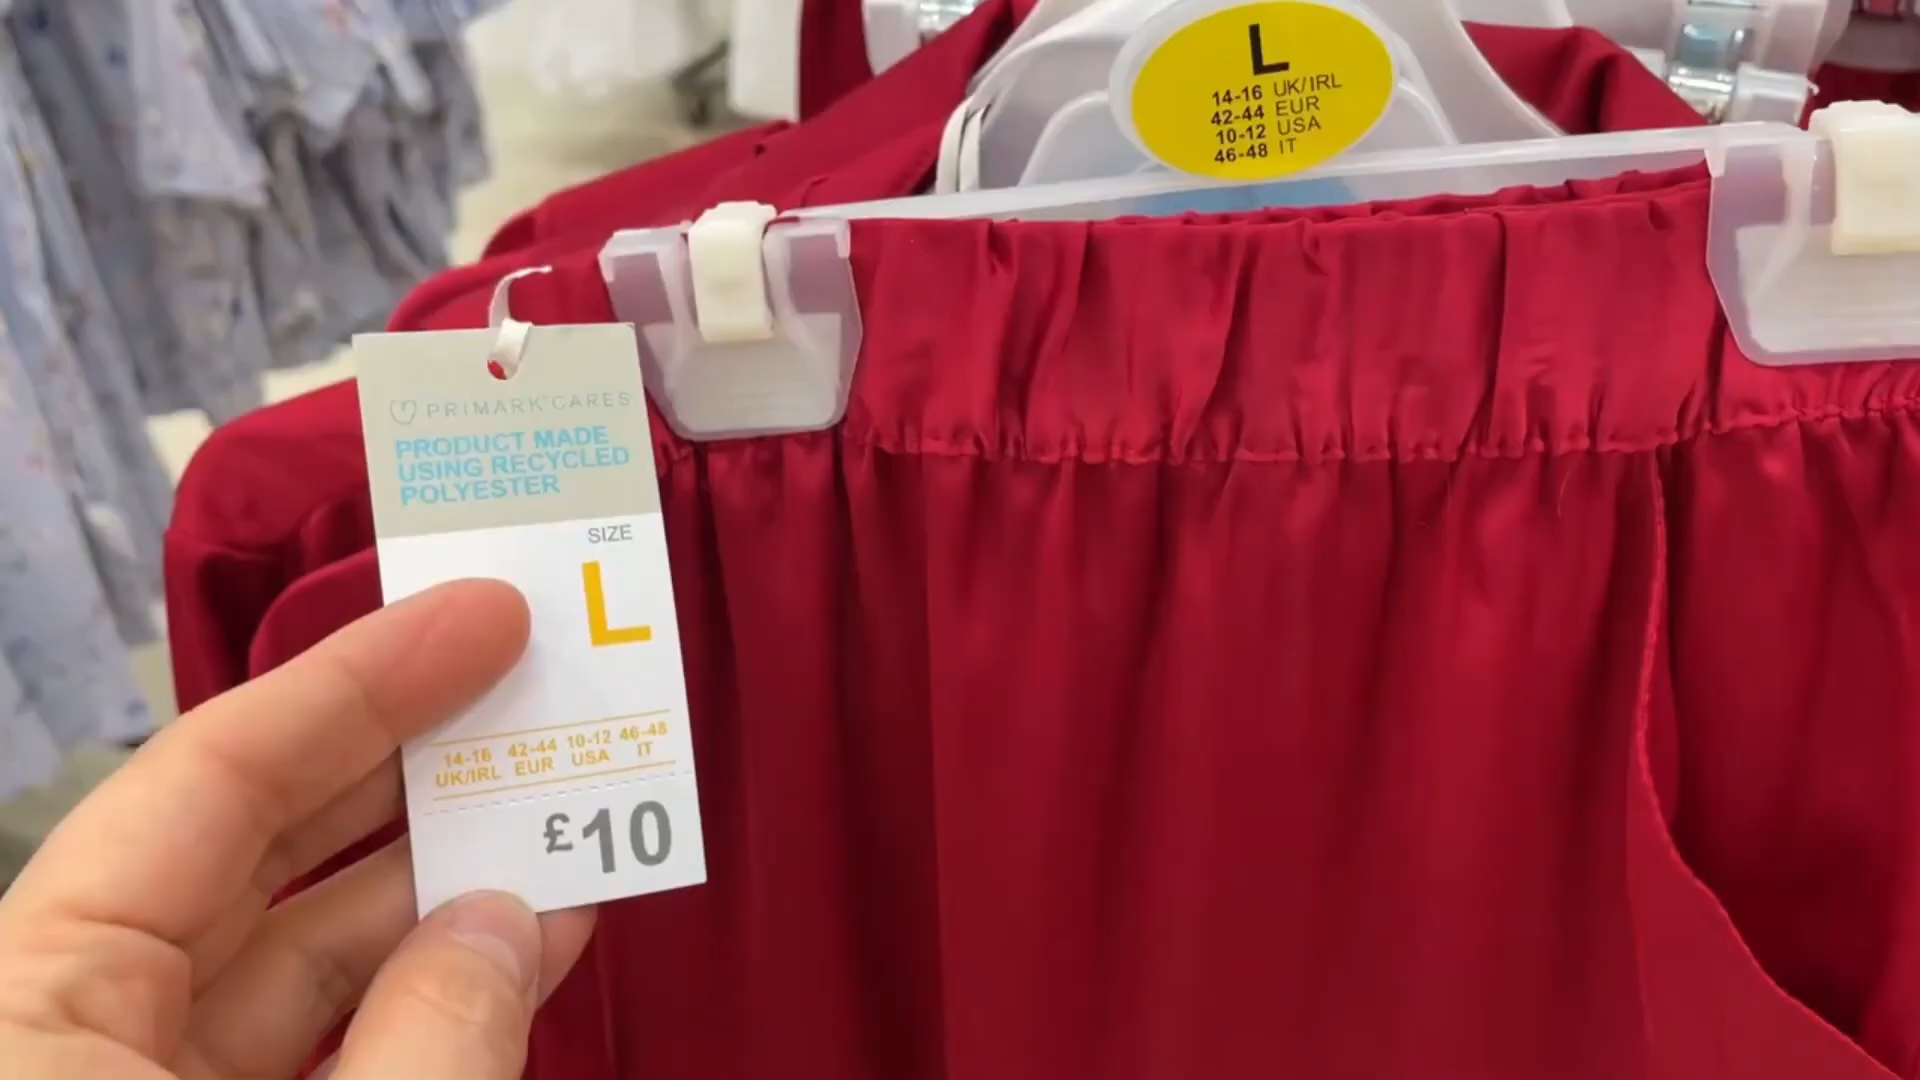 L
14-16 UK/IRL
42-44 EUR
10-12 USA
46-48 IT
PRIMARK CARES
PRODUCT MADE
USING RECYCLED
POLYESTER
SIZE
L
14-16 42-44 10-12 46-48
UK/IRL EUR USA IT
£10